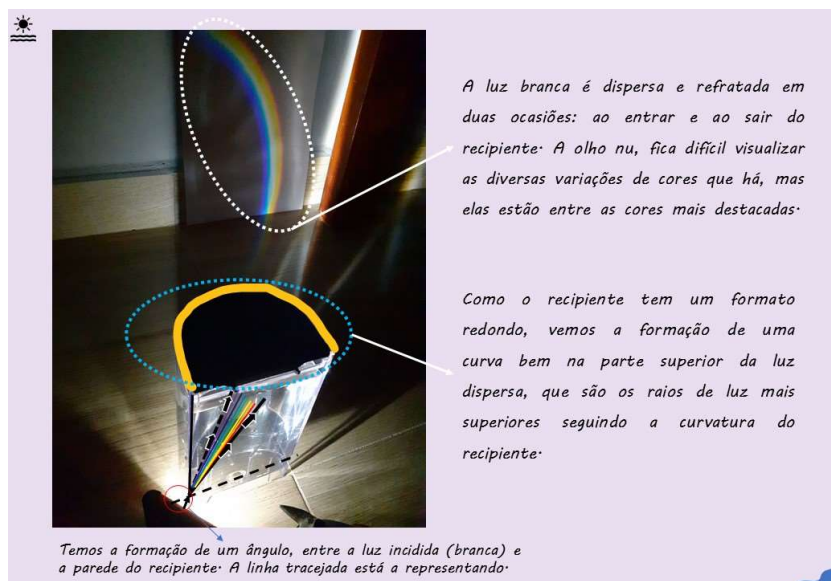 A luz branca é dispersa e refratada em
duas ocasiões: ao entrar e ao sair do
recipiente. A olho nu, fica difícil visualizar
as diversas variações de cores que há, mas
elas estão entre as cores mais destacadas.
Como o recipiente tem um formato
redondo, vemos a formação de uma
curva bem na parte superior da luz
dispersa, que são os raios de luz mais
superiores seguindo a curvatura do
recipiente.
Temos a formação de um ângulo, entre a luz incidida (branca) e
a parede do recipiente. A linha tracejada está a representando.